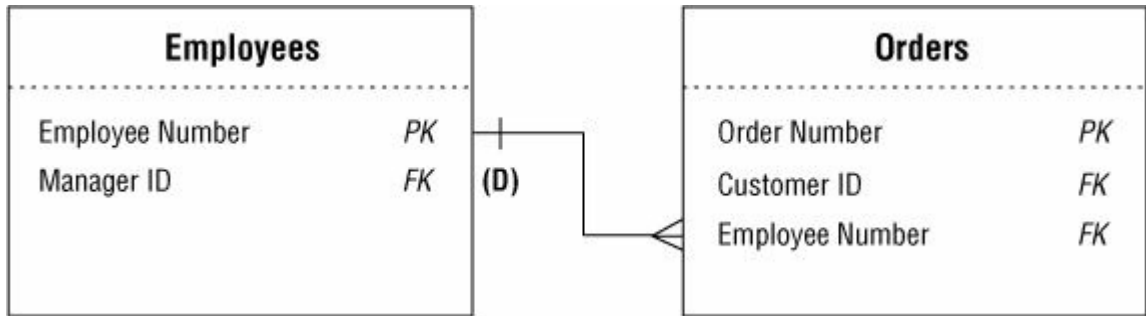 Employees
Employee Number PK
Manager ID FK
(D)
Orders
Order Number PK
Customer ID FK
Employee Number FK